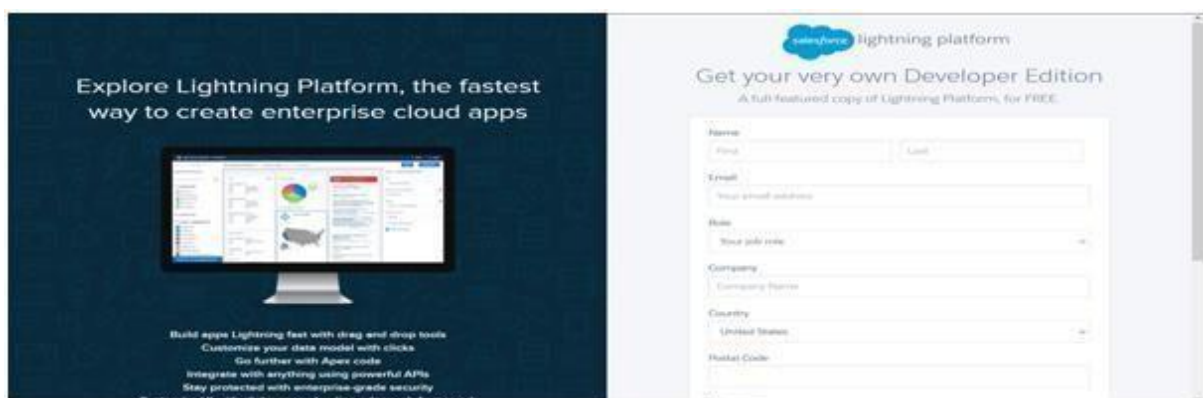 Explore Lightning Platform, the fastest
way to create enterprise cloud apps
Build apps Lightning fast with drag and drop tools
Customize your data model with clicks
Go further with Apex code
Integrate with anything using powerful APIs
Stay protected with enterprise-grade security
salesforce lightning platform
Get your very own Developer Edition
A full-featured copy of Lightning Platform, for FREE.
Name
First Last
Email
Your email address
Role
Your job role
Company
Company Name
Country
United States
Postal Code